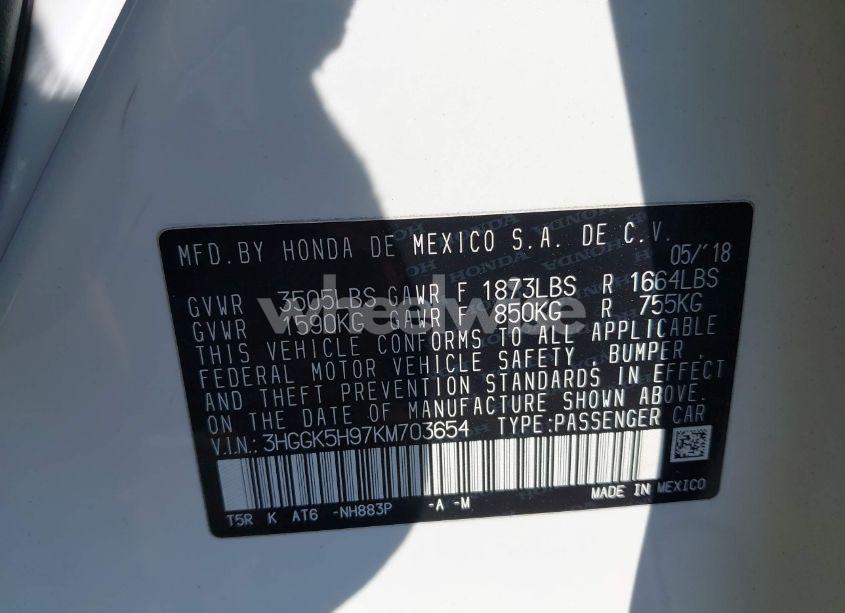 MFD. BY HONDA DE MEXICO S.A. DE C.V. 05/'18
GVWR 3505LBS GAWR F 1873LBS R 1664LBS
GVWR 1590KG GAWR F 850KG R 755KG
wheelwise
THIS VEHICLE CONFORMS TO ALL APPLICABLE
FEDERAL MOTOR VEHICLE SAFETY, BUMPER,
AND THEFT PREVENTION STANDARDS IN EFFECT
ON THE DATE OF MANUFACTURE SHOWN ABOVE.
V.I.N.: 3HGGK5H97KM703654 TYPE:PASSENGER CAR
T5R K AT6 -NH883P -A -M MADE IN MEXICO